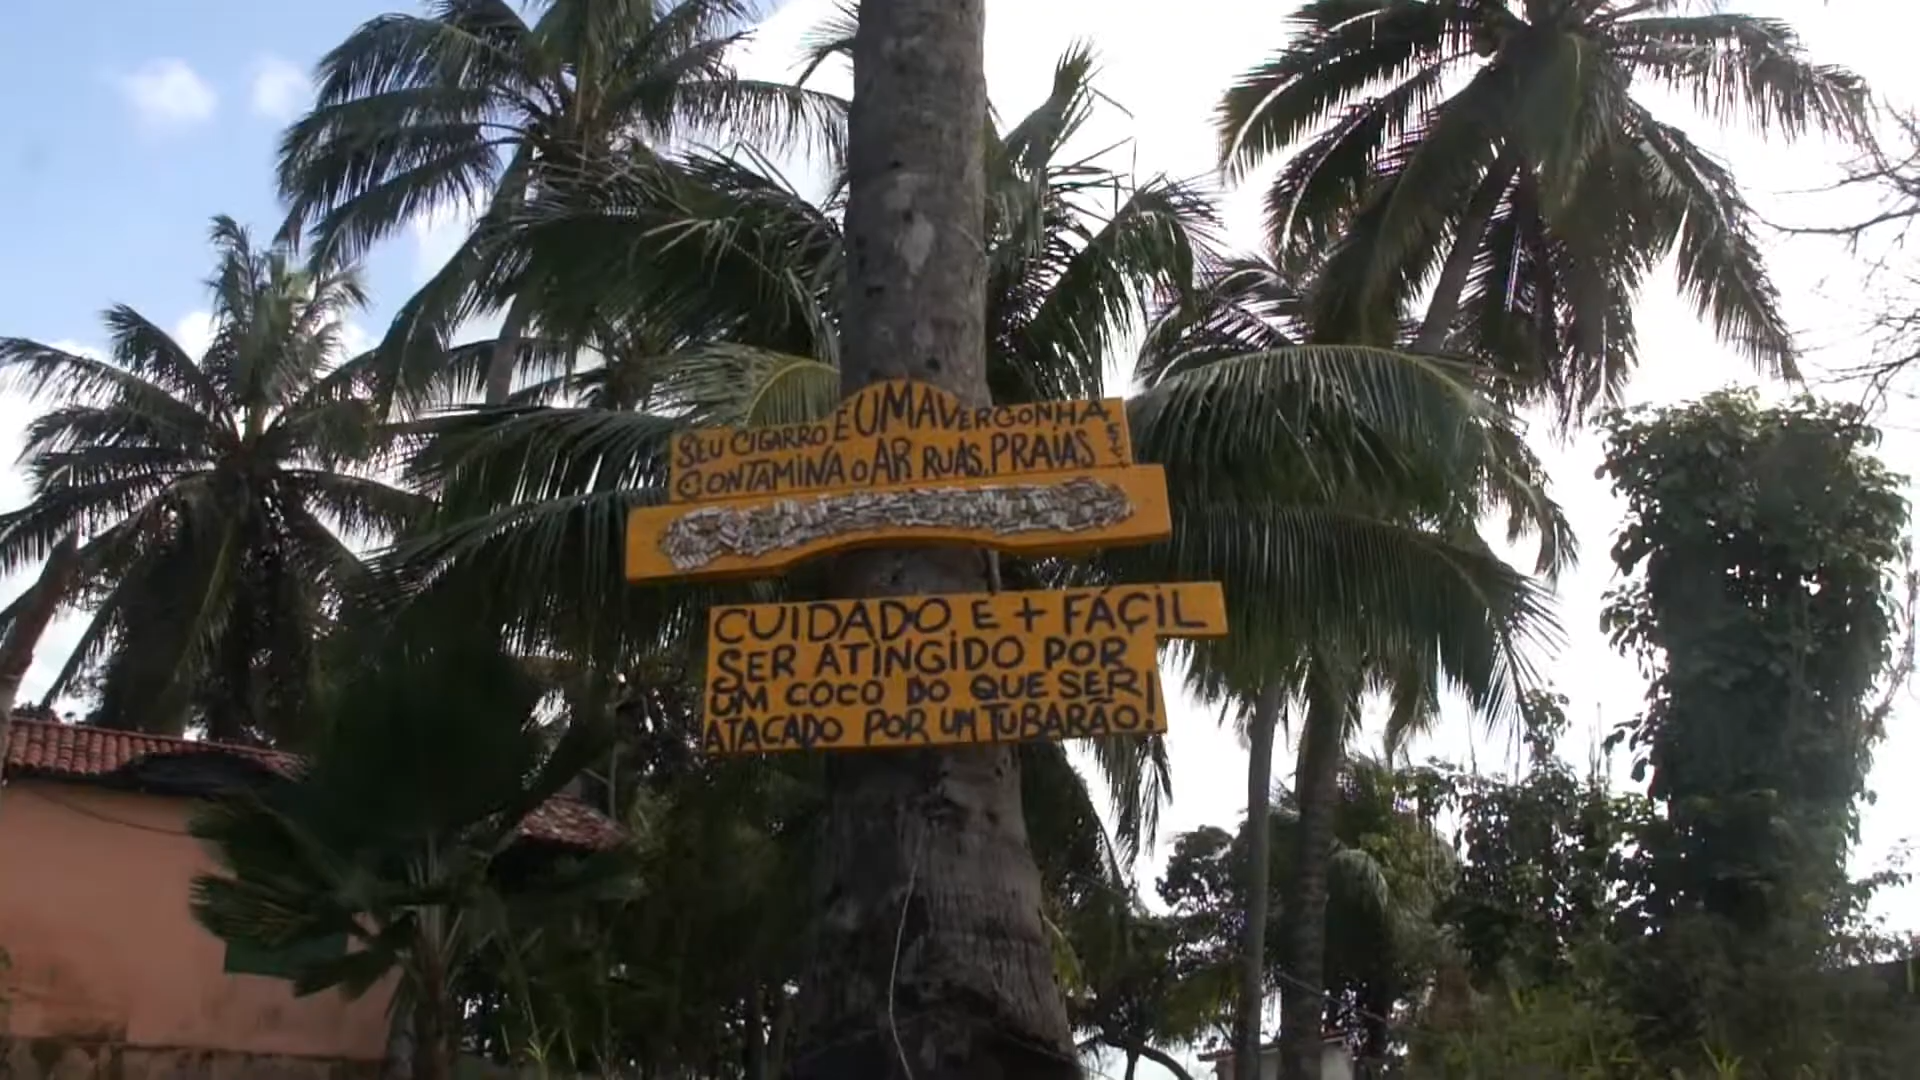 SEU CIGARRO É UMA VERGONHA,
CONTAMINA O AR RUAS, PRAIAS
CUIDADO E + FÁCIL
SER ATINGIDO POR
UM COCO DO QUE SER
ATACADO POR UM TUBARÃO!